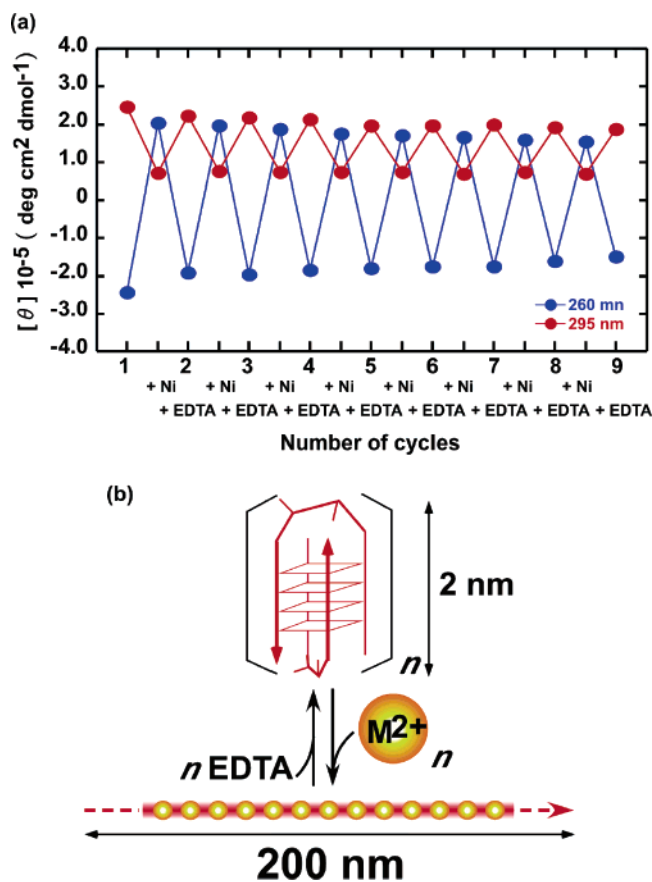 (a)
4.0
3.0
2.0
1.0
0
-1.0
-2.0
-3.0
-4.0
[θ] 10-5 ( deg cm2 dmol-1)
260 mn
295 nm
1 2 3 4 5 6 7 8 9
+ Ni + Ni + Ni + Ni + Ni + Ni + Ni + Ni
+ EDTA + EDTA + EDTA + EDTA + EDTA + EDTA + EDTA + EDTA
Number of cycles
(b)
2 nm
n
M2+
n EDTA
n
200 nm